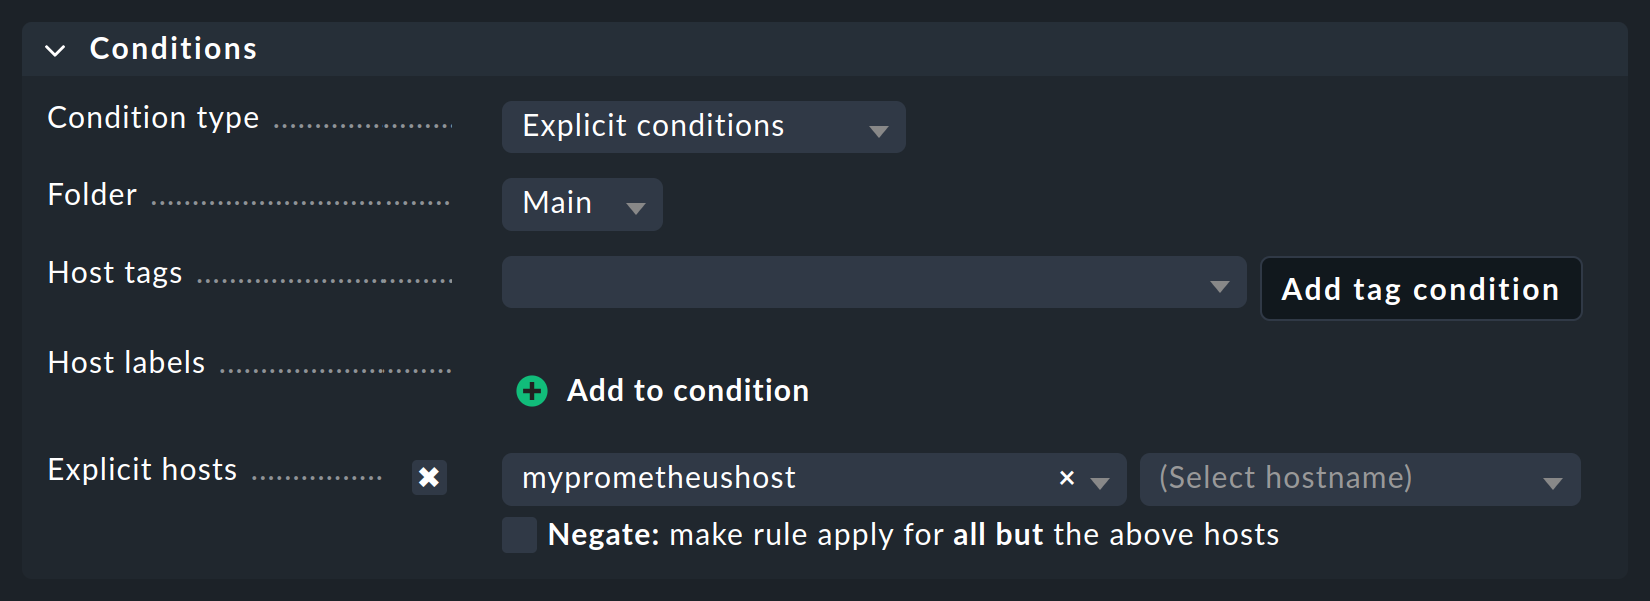 Conditions
Condition type
Explicit conditions
Folder
Main
Host tags
Add tag condition
Host labels
Add to condition
Explicit hosts
myprometheushost
(Select hostname)
Negate: make rule apply for all but the above hosts